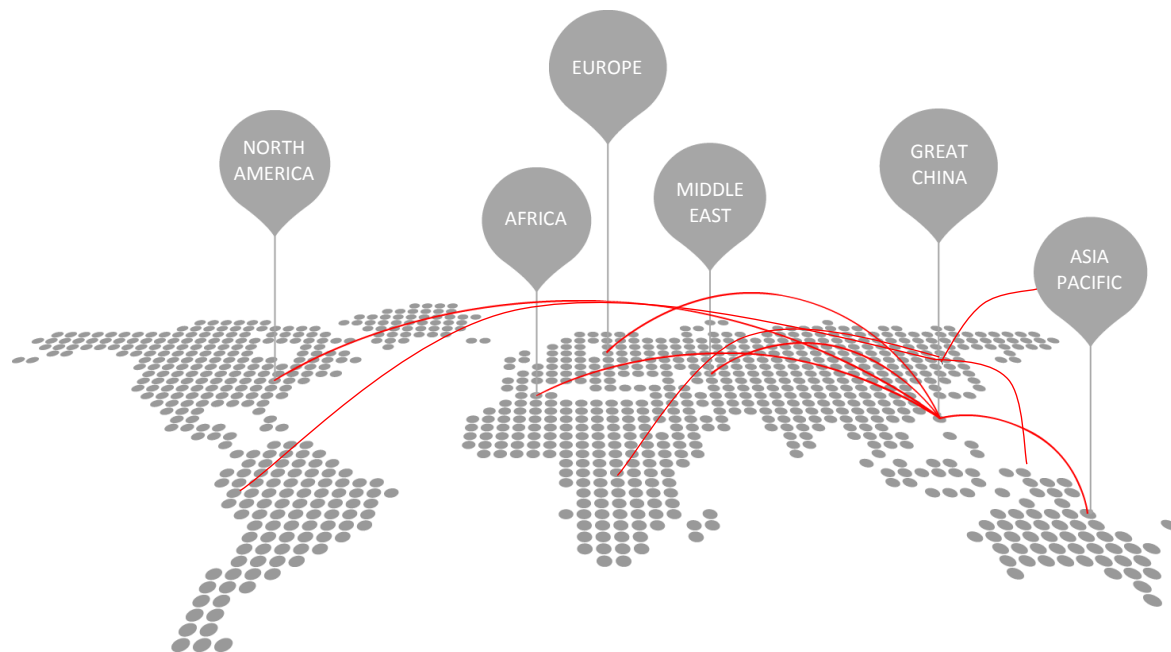 EUROPE
NORTH
AMERICA
GREAT
CHINA
MIDDLE
EAST
AFRICA
ASIA
PACIFIC